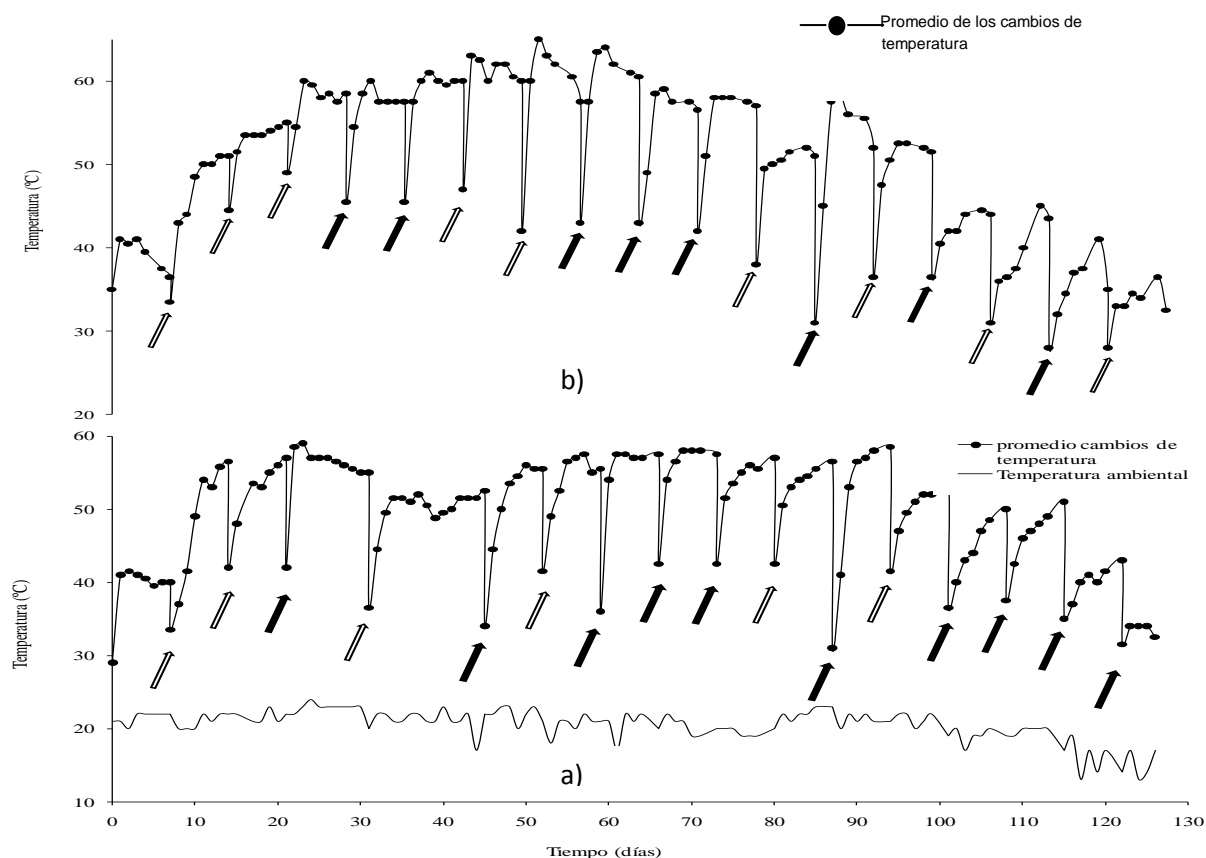 Promedio de los cambios de
temperatura
Temperatura (ºC)
60
50
40
30
20
b)
promedio cambios de
temperatura
Temperatura ambiental
Temperatura (ºC)
60
50
40
30
20
10
a)
0 10 20 30 40 50 60 70 80 90 100 110 120 130
Tiempo (días)